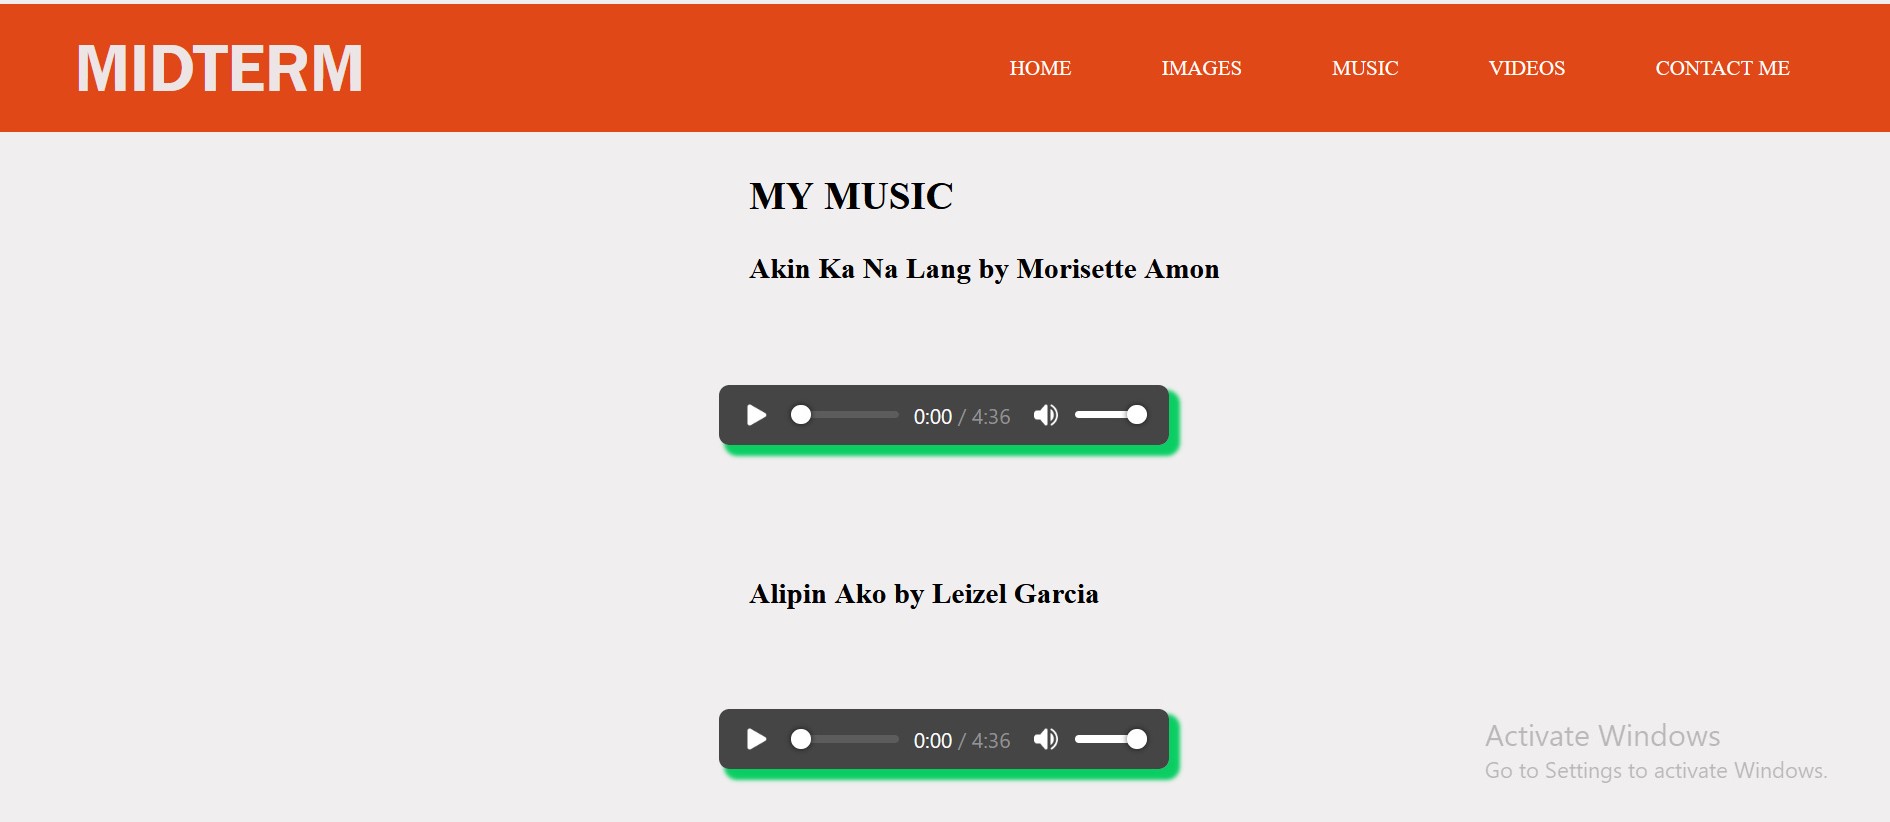 MIDTERM
HOME IMAGES MUSIC VIDEOS CONTACT ME
MY MUSIC
Akin Ka Na Lang by Morisette Amon
0:00 / 4:36
Alipin Ako by Leizel Garcia
0:00 / 4:36
Activate Windows
Go to Settings to activate Windows.